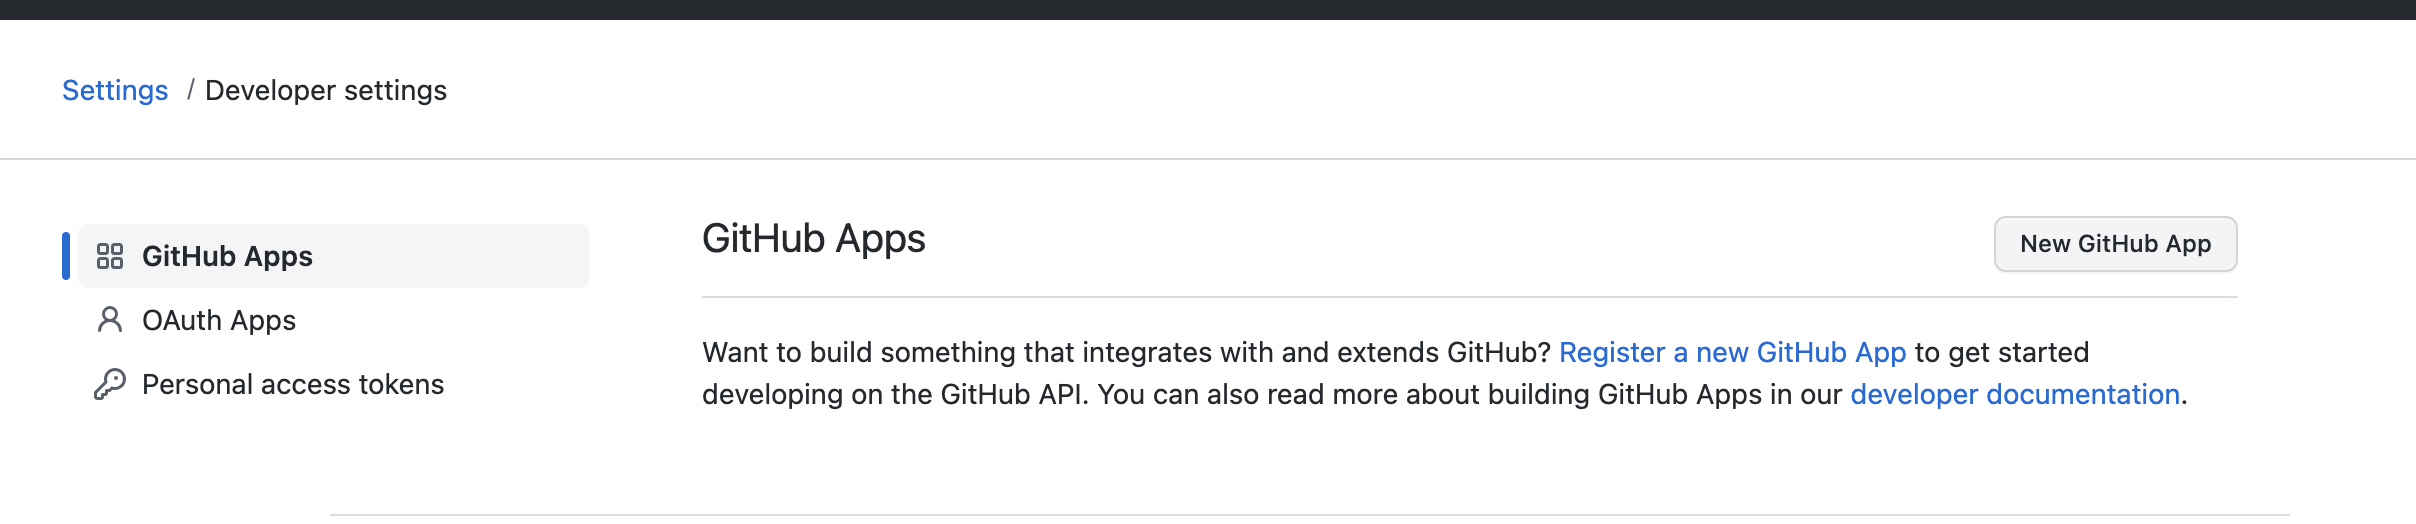 Settings / Developer settings
GitHub Apps
OAuth Apps
Personal access tokens
GitHub Apps
New GitHub App
Want to build something that integrates with and extends GitHub? Register a new GitHub App to get started
developing on the GitHub API. You can also read more about building GitHub Apps in our developer documentation.